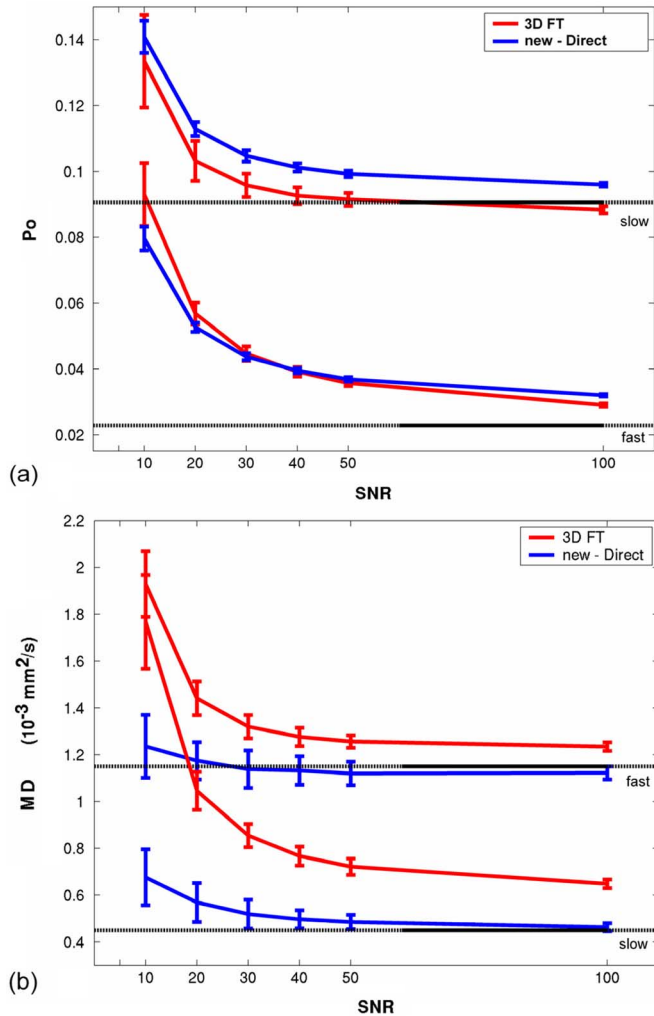 0.14
0.12
0.1
0.08
0.06
0.04
0.02
Po
3D FT
new - Direct
slow
fast
10 20 30 40 50 100
SNR
(a)
2.2
2
1.8
1.6
1.4
1.2
1
0.8
0.6
0.4
MD (10⁻³ mm²/s)
3D FT
new - Direct
fast
slow
10 20 30 40 50 100
SNR
(b)